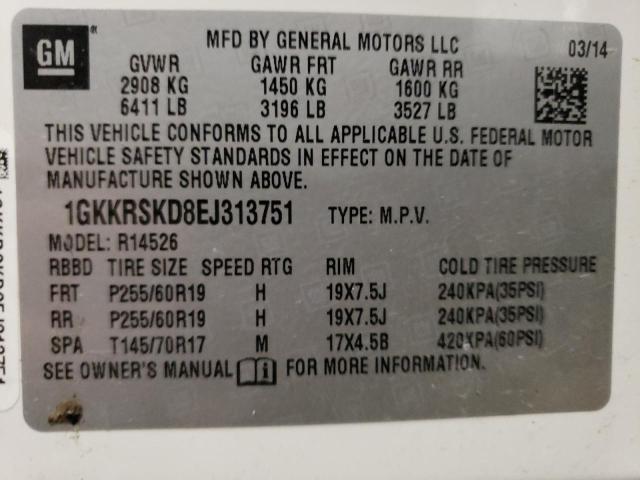 GM
MFD BY GENERAL MOTORS LLC
03/14
GVWR GAWR FRT GAWR RR
2908 KG 1450 KG 1600 KG
6411 LB 3196 LB 3527 LB
THIS VEHICLE CONFORMS TO ALL APPLICABLE U.S. FEDERAL MOTOR
VEHICLE SAFETY STANDARDS IN EFFECT ON THE DATE OF
MANUFACTURE SHOWN ABOVE.
1GKKRSKD8EJ313751 TYPE: M.P.V.
MODEL: R14526
RBBD TIRE SIZE SPEED RTG RIM COLD TIRE PRESSURE
FRT P255/60R19 H 19X7.5J 240KPA(35PSI)
RR P255/60R19 H 19X7.5J 240KPA(35PSI)
SPA T145/70R17 M 17X4.5B 420KPA(60PSI)
SEE OWNER'S MANUAL FOR MORE INFORMATION.